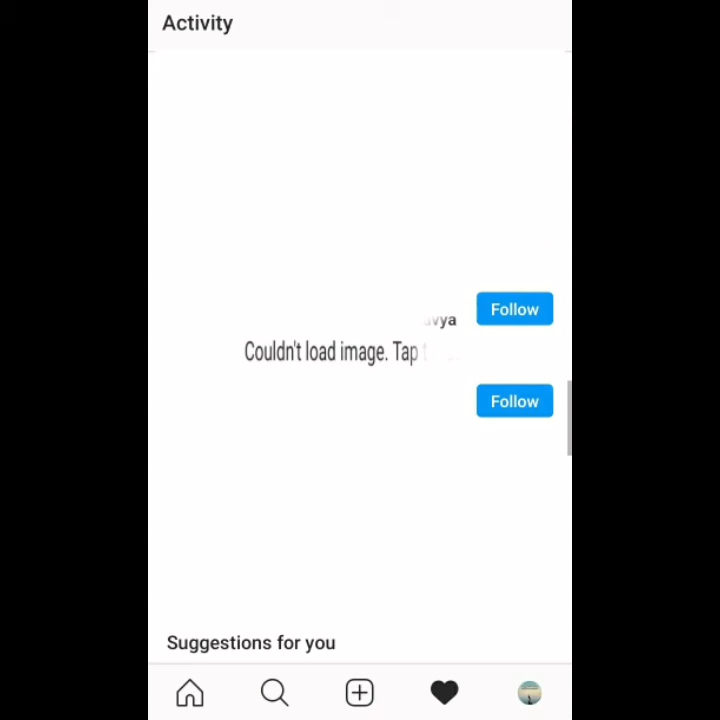 Activity
Follow
Couldn't load image. Tap
Follow
Suggestions for you